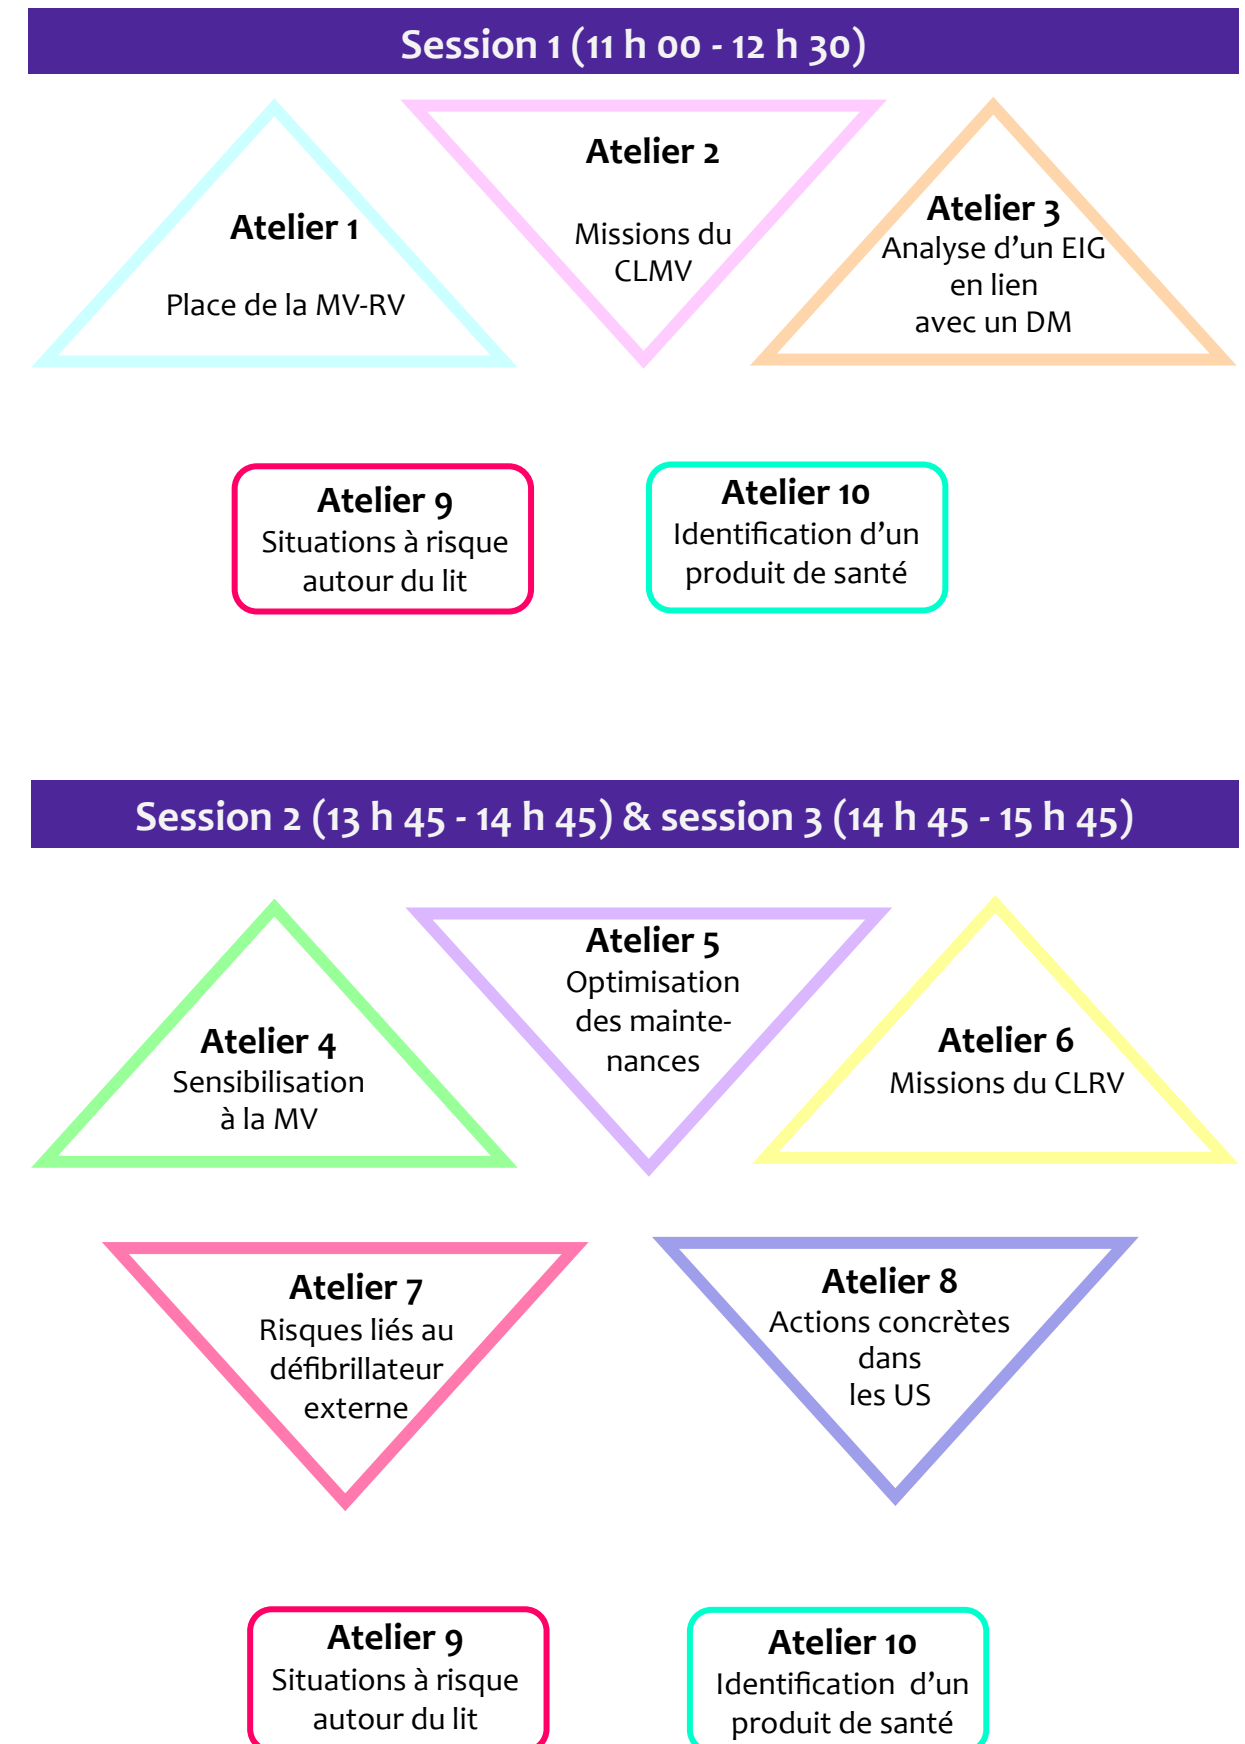 Session 1 (11 h 00 - 12 h 30)
Atelier 1
Place de la MV-RV
Atelier 2
Missions du
CLMV
Atelier 3
Analyse d’un EIG
en lien
avec un DM
Atelier 9
Situations à risque
autour du lit
Atelier 10
Identification d’un
produit de santé
Session 2 (13 h 45 - 14 h 45) & session 3 (14 h 45 - 15 h 45)
Atelier 4
Sensibilisation
à la MV
Atelier 5
Optimisation
des mainte-
nances
Atelier 6
Missions du CLRV
Atelier 7
Risques liés au
défibrillateur
externe
Atelier 8
Actions concrètes
dans
les US
Atelier 9
Situations à risque
autour du lit
Atelier 10
Identification d’un
produit de santé